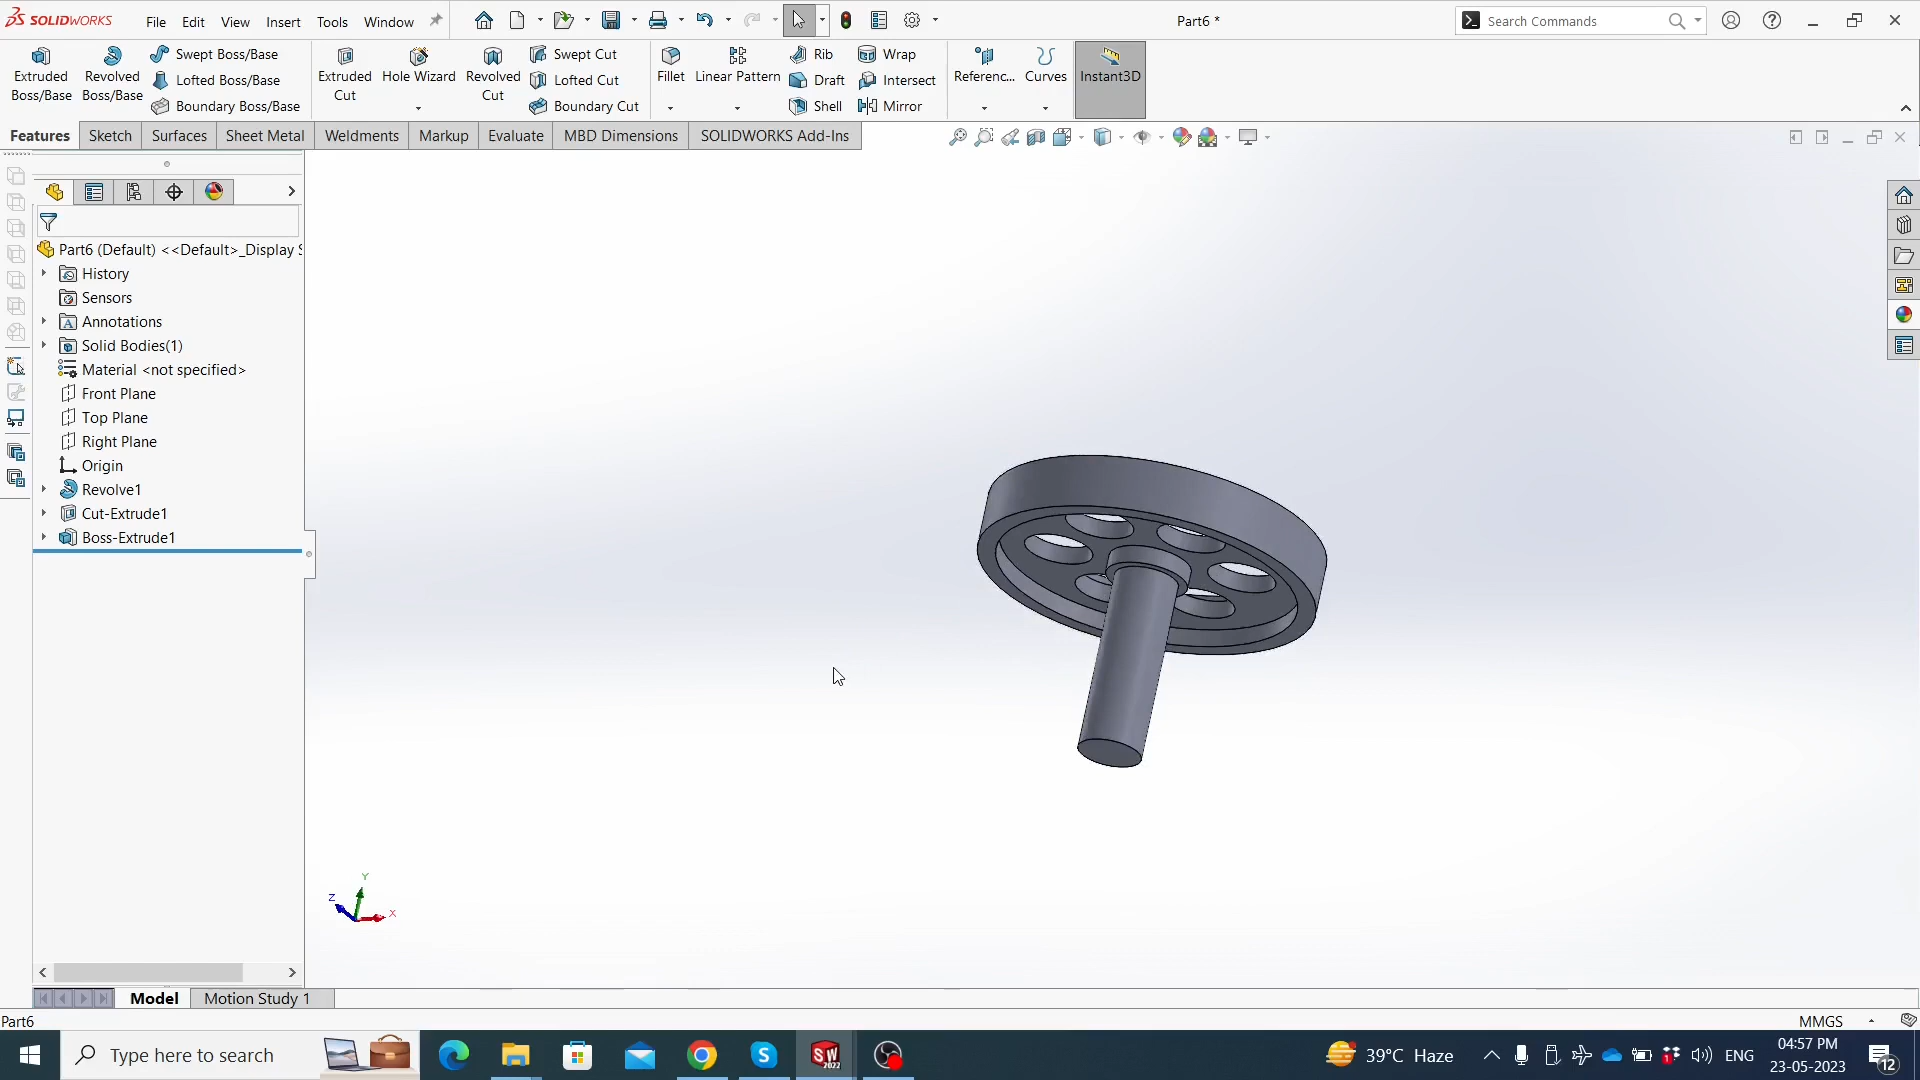 SOLIDWORKS File Edit View Insert Tools Window Part6 * Search Commands
Extruded Boss/Base
Revolved Boss/Base
Swept Boss/Base
Lofted Boss/Base
Boundary Boss/Base
Extruded Cut
Hole Wizard
Revolved Cut
Swept Cut
Lofted Cut
Boundary Cut
Fillet
Linear Pattern
Rib
Draft
Shell
Wrap
Intersect
Mirror
Referenc...
Curves
Instant3D
Features Sketch Surfaces Sheet Metal Weldments Markup Evaluate MBD Dimensions SOLIDWORKS Add-Ins
Part6 (Default) <<Default>_Display S
History
Sensors
Annotations
Solid Bodies(1)
Material <not specified>
Front Plane
Top Plane
Right Plane
Origin
Revolve1
Cut-Extrude1
Boss-Extrude1
Y
Z
X
Model Motion Study 1
Part6 MMGS
Type here to search
SW 2022
39°C Haze
1
ENG
04:57 PM
23-05-2023
12